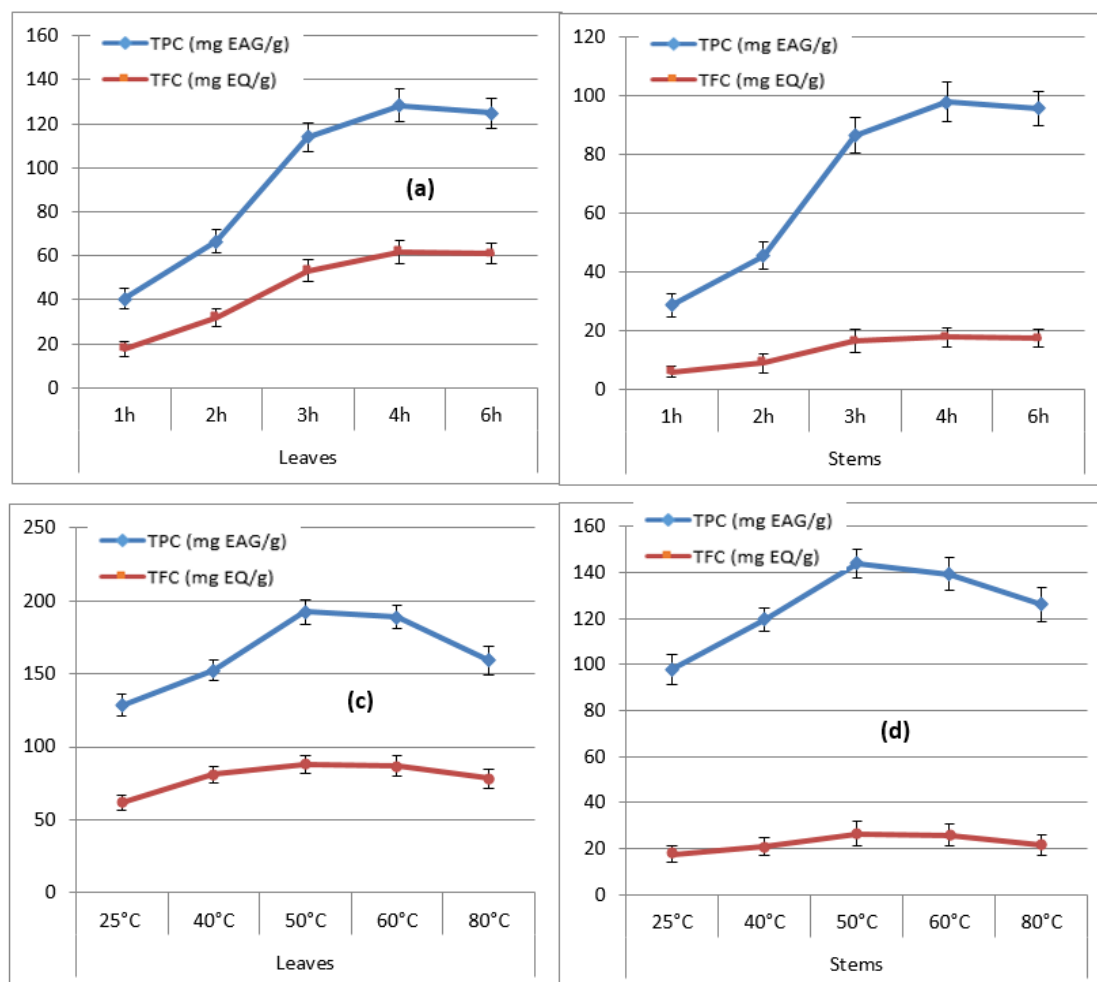 160
140
120
100
80
60
40
20
0
TPC (mg EAG/g)
TFC (mg EQ/g)
(a)
1h 2h 3h 4h 6h
Leaves
120
100
80
60
40
20
0
TPC (mg EAG/g)
TFC (mg EQ/g)
1h 2h 3h 4h 6h
Stems
250
200
150
100
50
0
TPC (mg EAG/g)
TFC (mg EQ/g)
(c)
25°C 40°C 50°C 60°C 80°C
Leaves
160
140
120
100
80
60
40
20
0
TPC (mg EAG/g)
TFC (mg EQ/g)
(d)
25°C 40°C 50°C 60°C 80°C
Stems